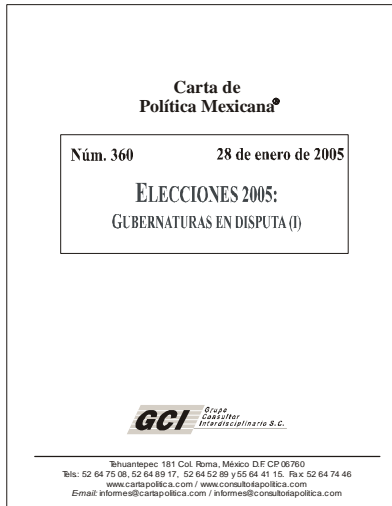 Carta de
Política Mexicana®
Núm. 360 28 de enero de 2005
ELECCIONES 2005:
GUBERNATURAS EN DISPUTA (I)
GCI Grupo
Consultor
Interdisciplinario S.C.
Tehuantepec 181 Col. Roma, México D.F. CP 06760
Tels.: 52 64 75 08, 52 64 89 17, 52 64 52 89 y 55 64 41 15. Fax 52 64 74 46
www.cartapolitica.com / www.consultoriapolitica.com
E-mail: informes@cartapolitica.com / informes@consultoriapolitica.com